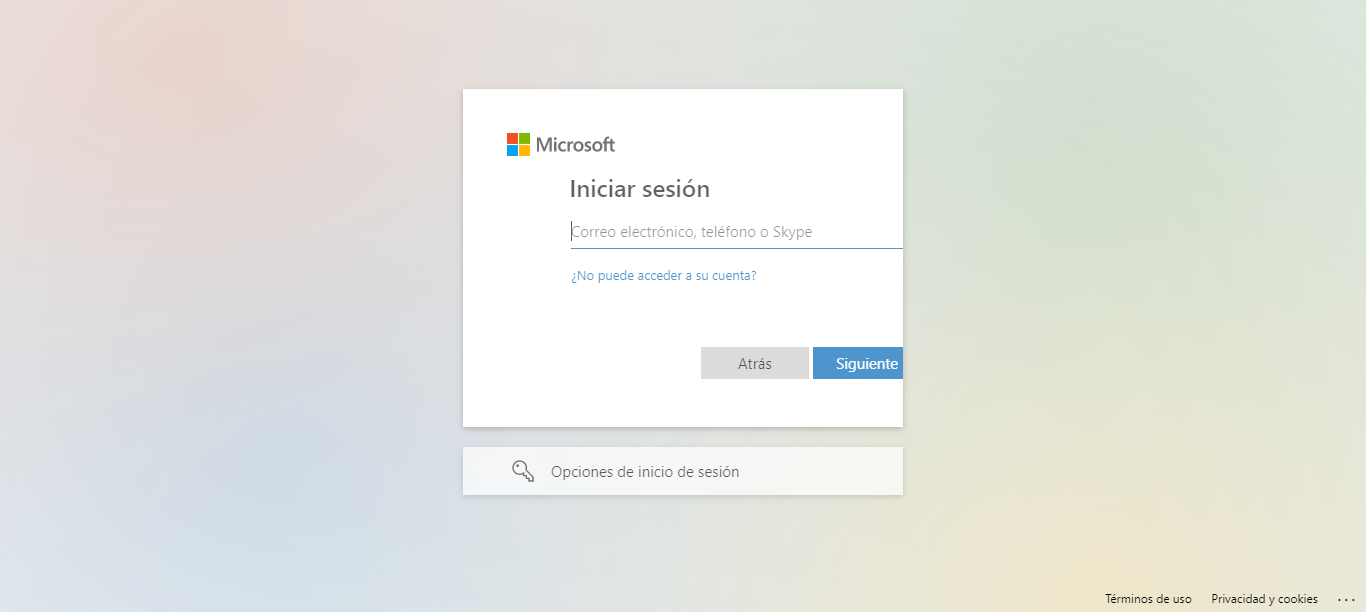 Microsoft
Iniciar sesión
Correo electrónico, teléfono o Skype
¿No puede acceder a su cuenta?
Atrás
Siguiente
Opciones de inicio de sesión
Términos de uso
Privacidad y cookies
...